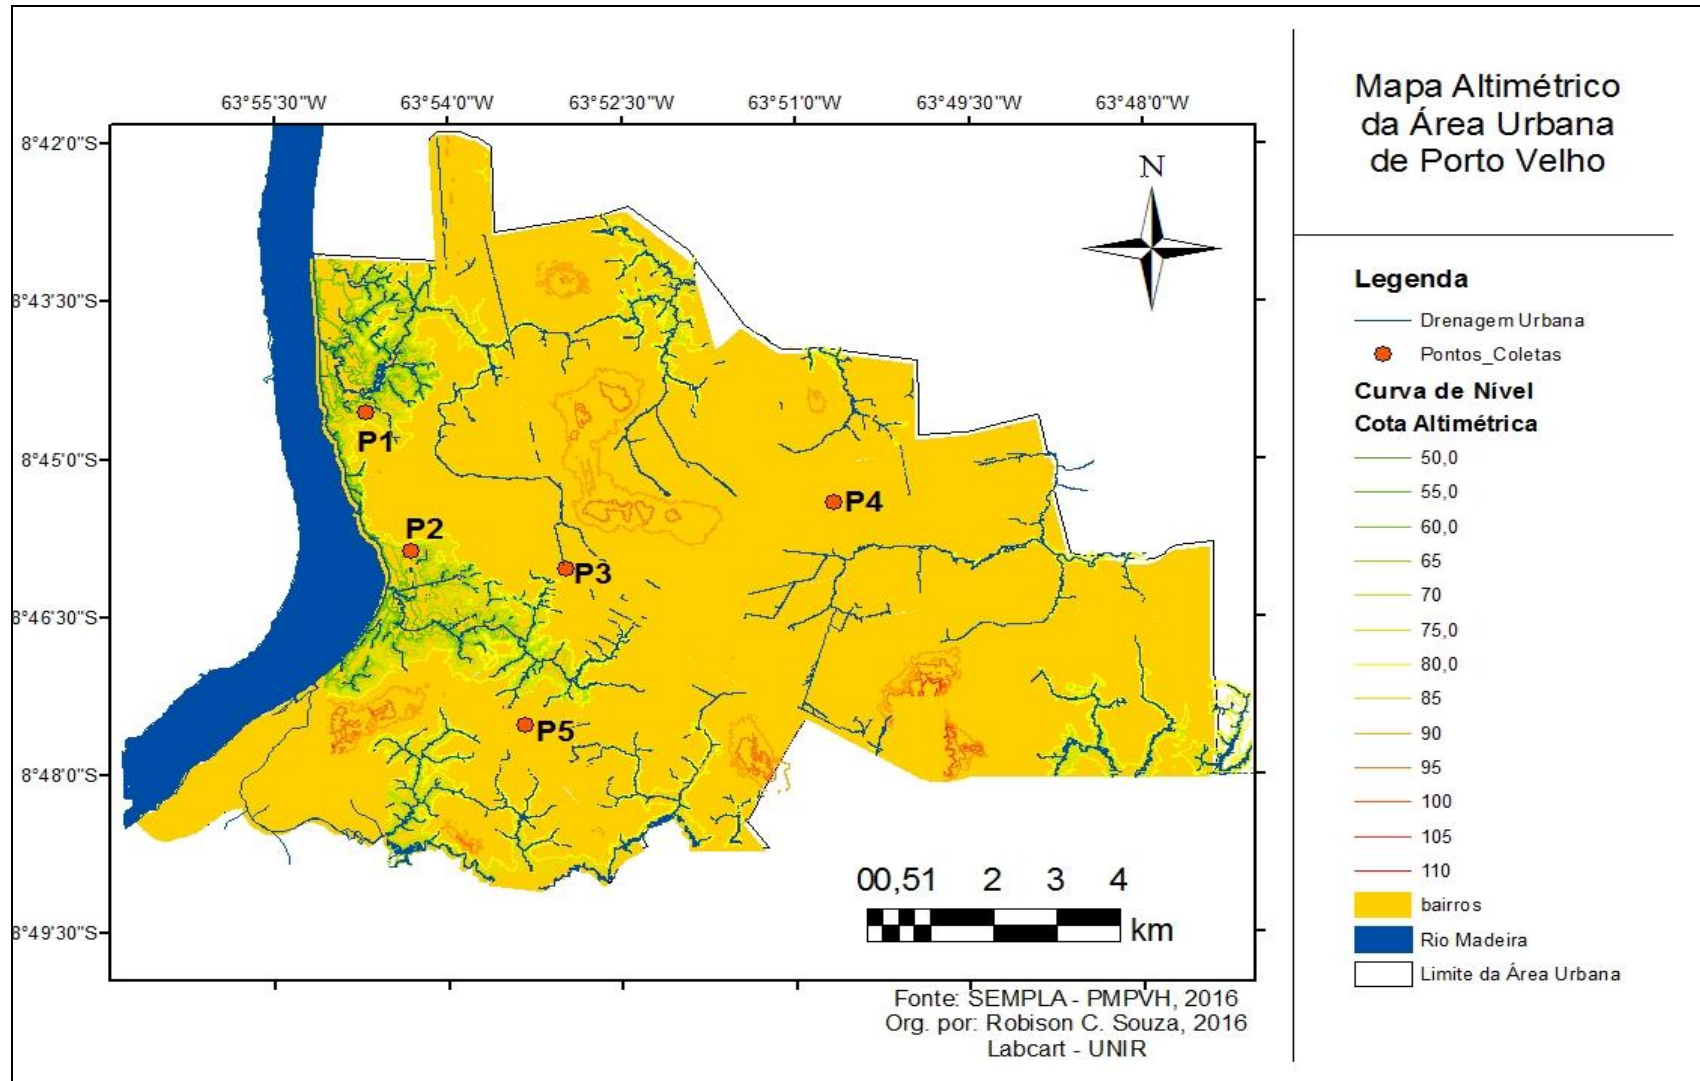 Mapa Altimétrico
da Área Urbana
de Porto Velho
63°55'30"W 63°54'0"W 63°52'30"W 63°51'0"W 63°49'30"W 63°48'0"W
8°42'0"S
8°43'30"S
8°45'0"S
8°46'30"S
8°48'0"S
8°49'30"S
N
P1
P2
P3
P4
P5
00,51 2 3 4
km
Fonte: SEMPLA - PMPVH, 2016
Org. por: Robison C. Souza, 2016
Labcart - UNIR
Legenda
Drenagem Urbana
Pontos_Coletas
Curva de Nível
Cota Altimétrica
50,0
55,0
60,0
65
70
75,0
80,0
85
90
95
100
105
110
bairros
Rio Madeira
Limite da Área Urbana